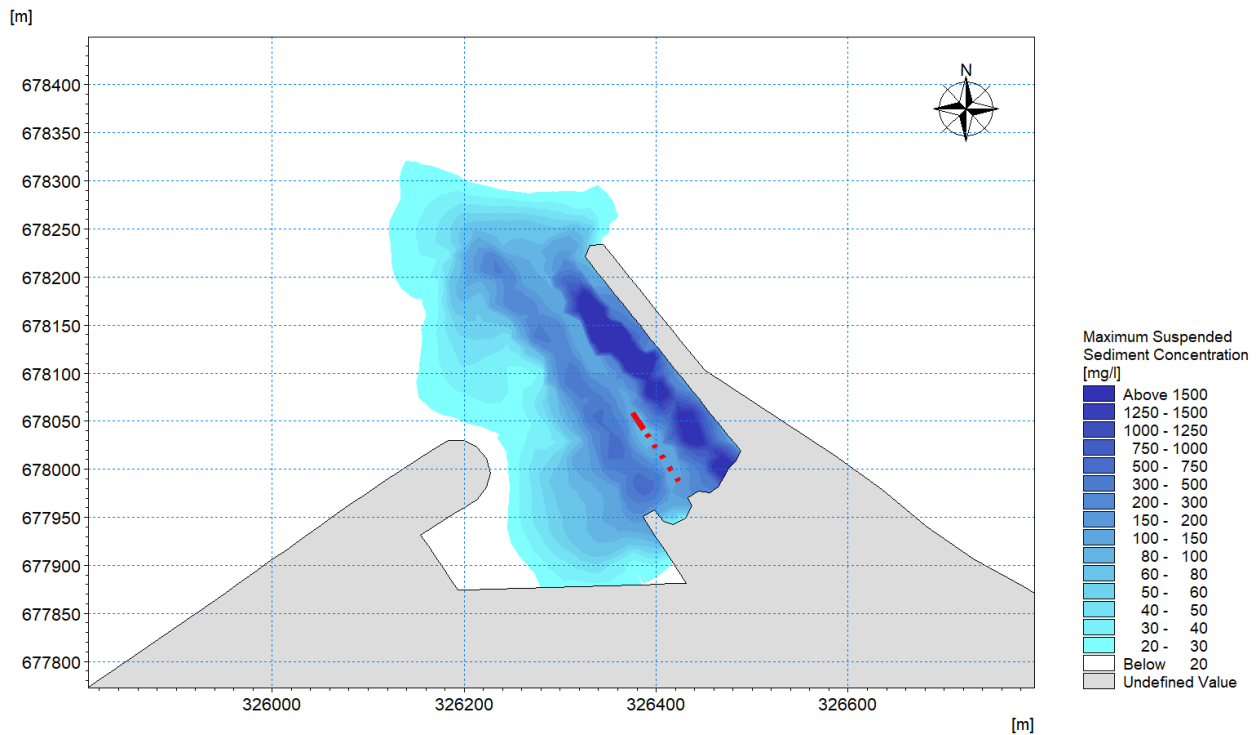 [m]
678400
678350
678300
678250
678200
678150
678100
678050
678000
677950
677900
677850
677800
326000 326200 326400 326600
[m]
N
Maximum Suspended
Sediment Concentration
[mg/l]
Above 1500
1250 - 1500
1000 - 1250
750 - 1000
500 - 750
300 - 500
200 - 300
150 - 200
100 - 150
80 - 100
60 - 80
50 - 60
40 - 50
30 - 40
20 - 30
Below 20
Undefined Value